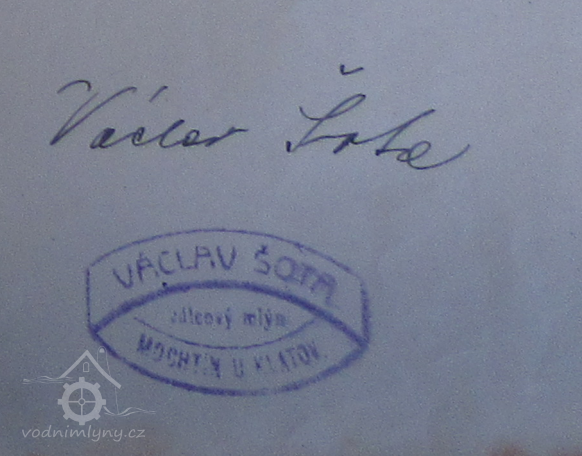 Václav Šota
VÁCLAV ŠOTA
válcový mlýn
MOCHTÍN U KLATOV
vodnimlyny.cz